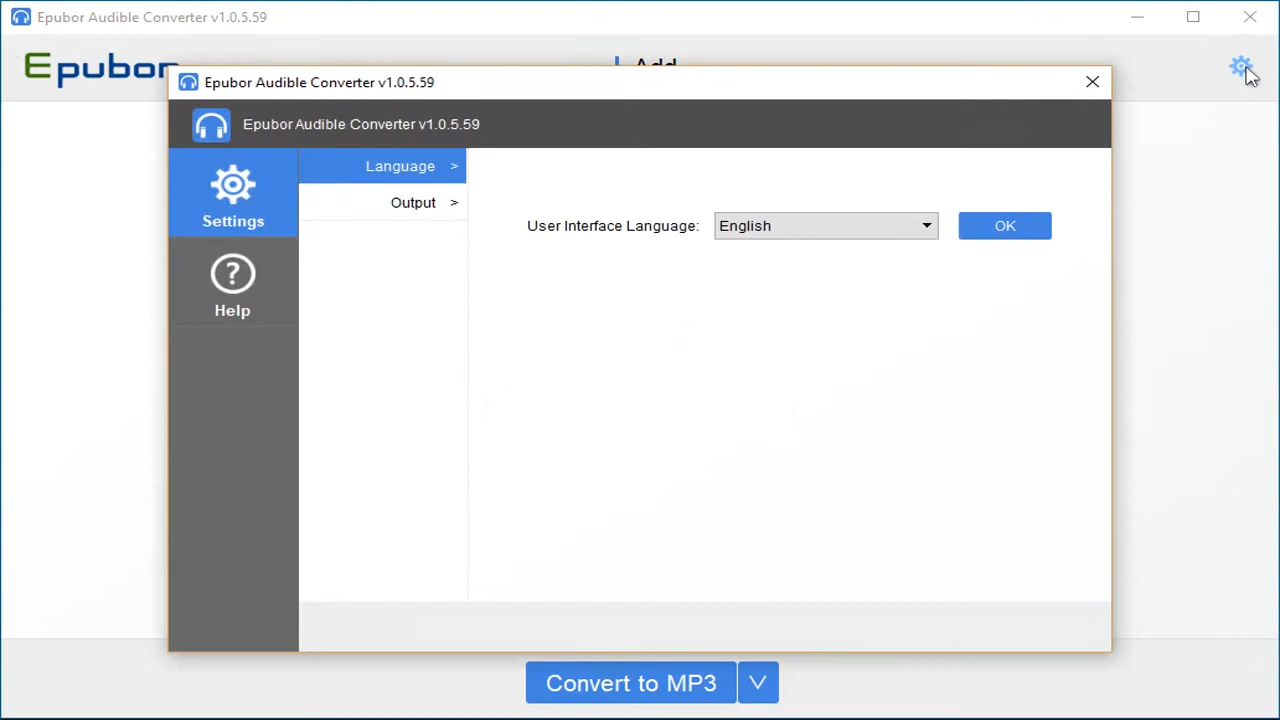 Epubor Audible Converter v1.0.5.59
Epubor
Add
Epubor Audible Converter v1.0.5.59
Epubor Audible Converter v1.0.5.59
Settings
Help
Language >
Output >
User Interface Language: English OK
Convert to MP3